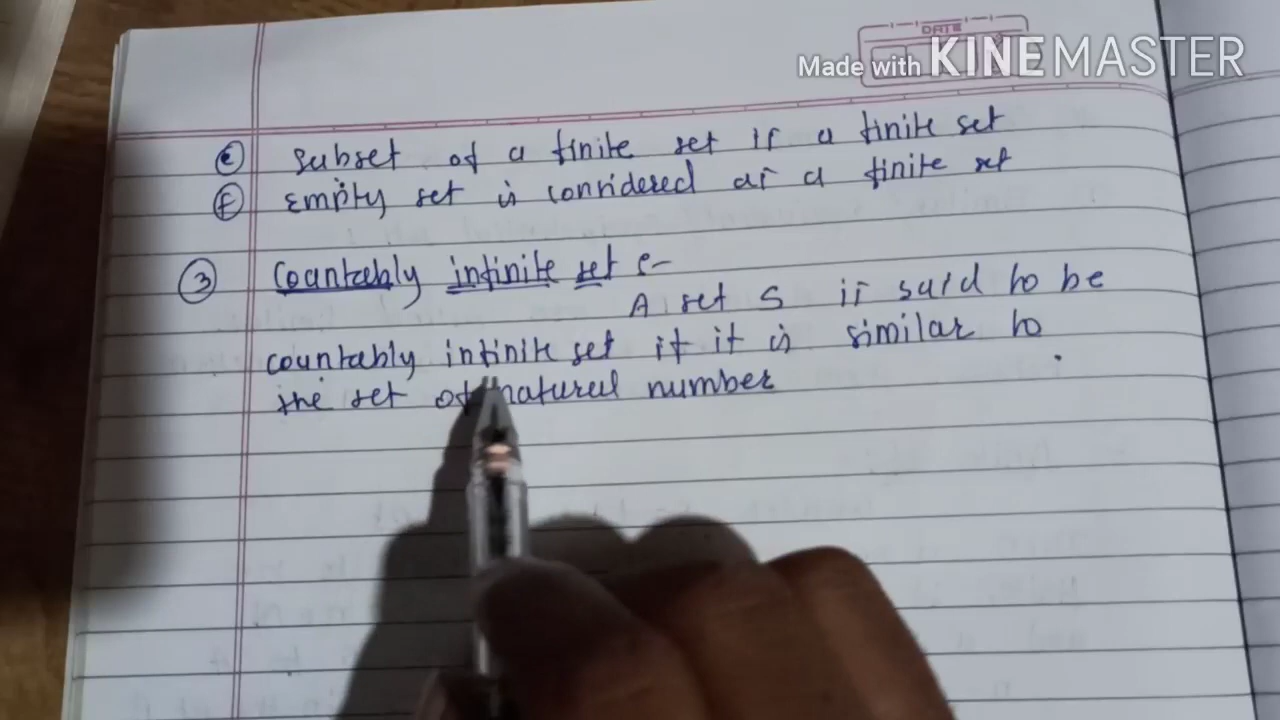 DATE
Made with KINEMASTER
(e) subset of a finite set is a finite set
(f) Empty set is considered as a finite set
(3) Countably infinite set :-
A set S is said to be
countably infinite set if it is similar to
the set of natural number